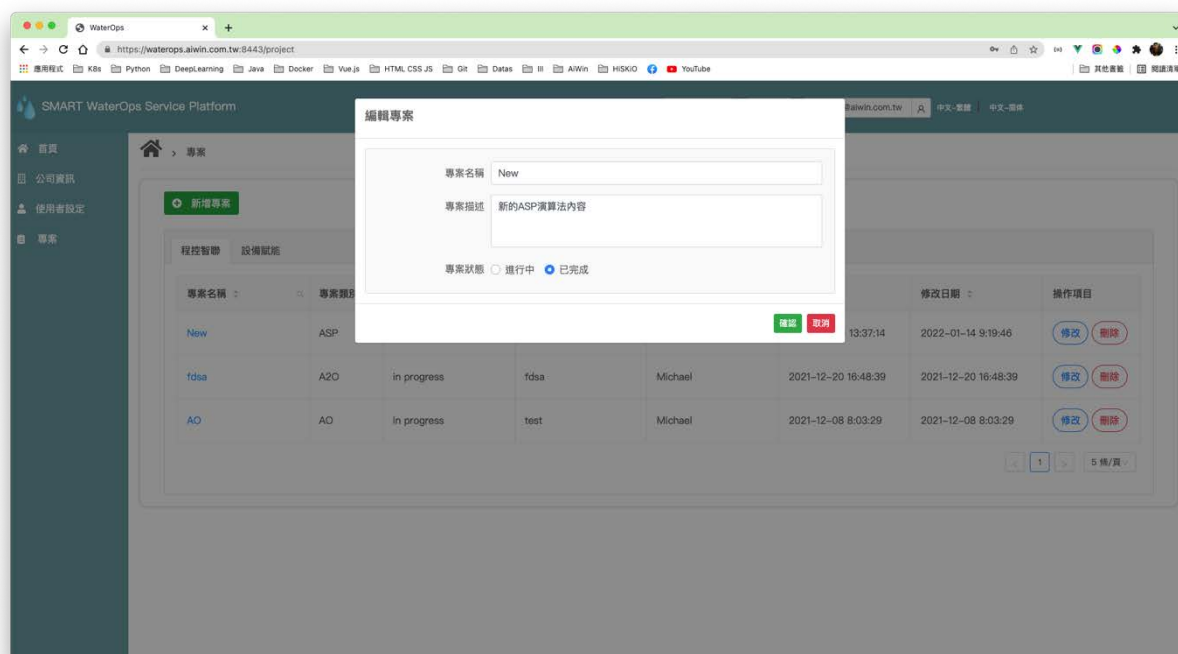 WaterOps
https://waterops.aiwin.com.tw:8443/project
應用程式 K8s Python DeepLearning Java Docker Vue.js HTML CSS JS Git Datas III AiWin HiSKiO YouTube 其他書籤 閱讀清單
SMART WaterOps Service Platform
@aiwin.com.tw 中文-繁體 中文-简体
編輯專案
首頁
專案
公司資訊
使用者設定
專案
新增專案
專案名稱 New
專案描述 新的ASP演算法內容
專案狀態 進行中 已完成
確認 取消
程控智聯 設備賦能
專案名稱 專案類別 修改日期 操作項目
New ASP 13:37:14 2022-01-14 9:19:46 修改 刪除
fdsa A2O in progress fdsa Michael 2021-12-20 16:48:39 2021-12-20 16:48:39 修改 刪除
AO AO in progress test Michael 2021-12-08 8:03:29 2021-12-08 8:03:29 修改 刪除
1 5 條/頁